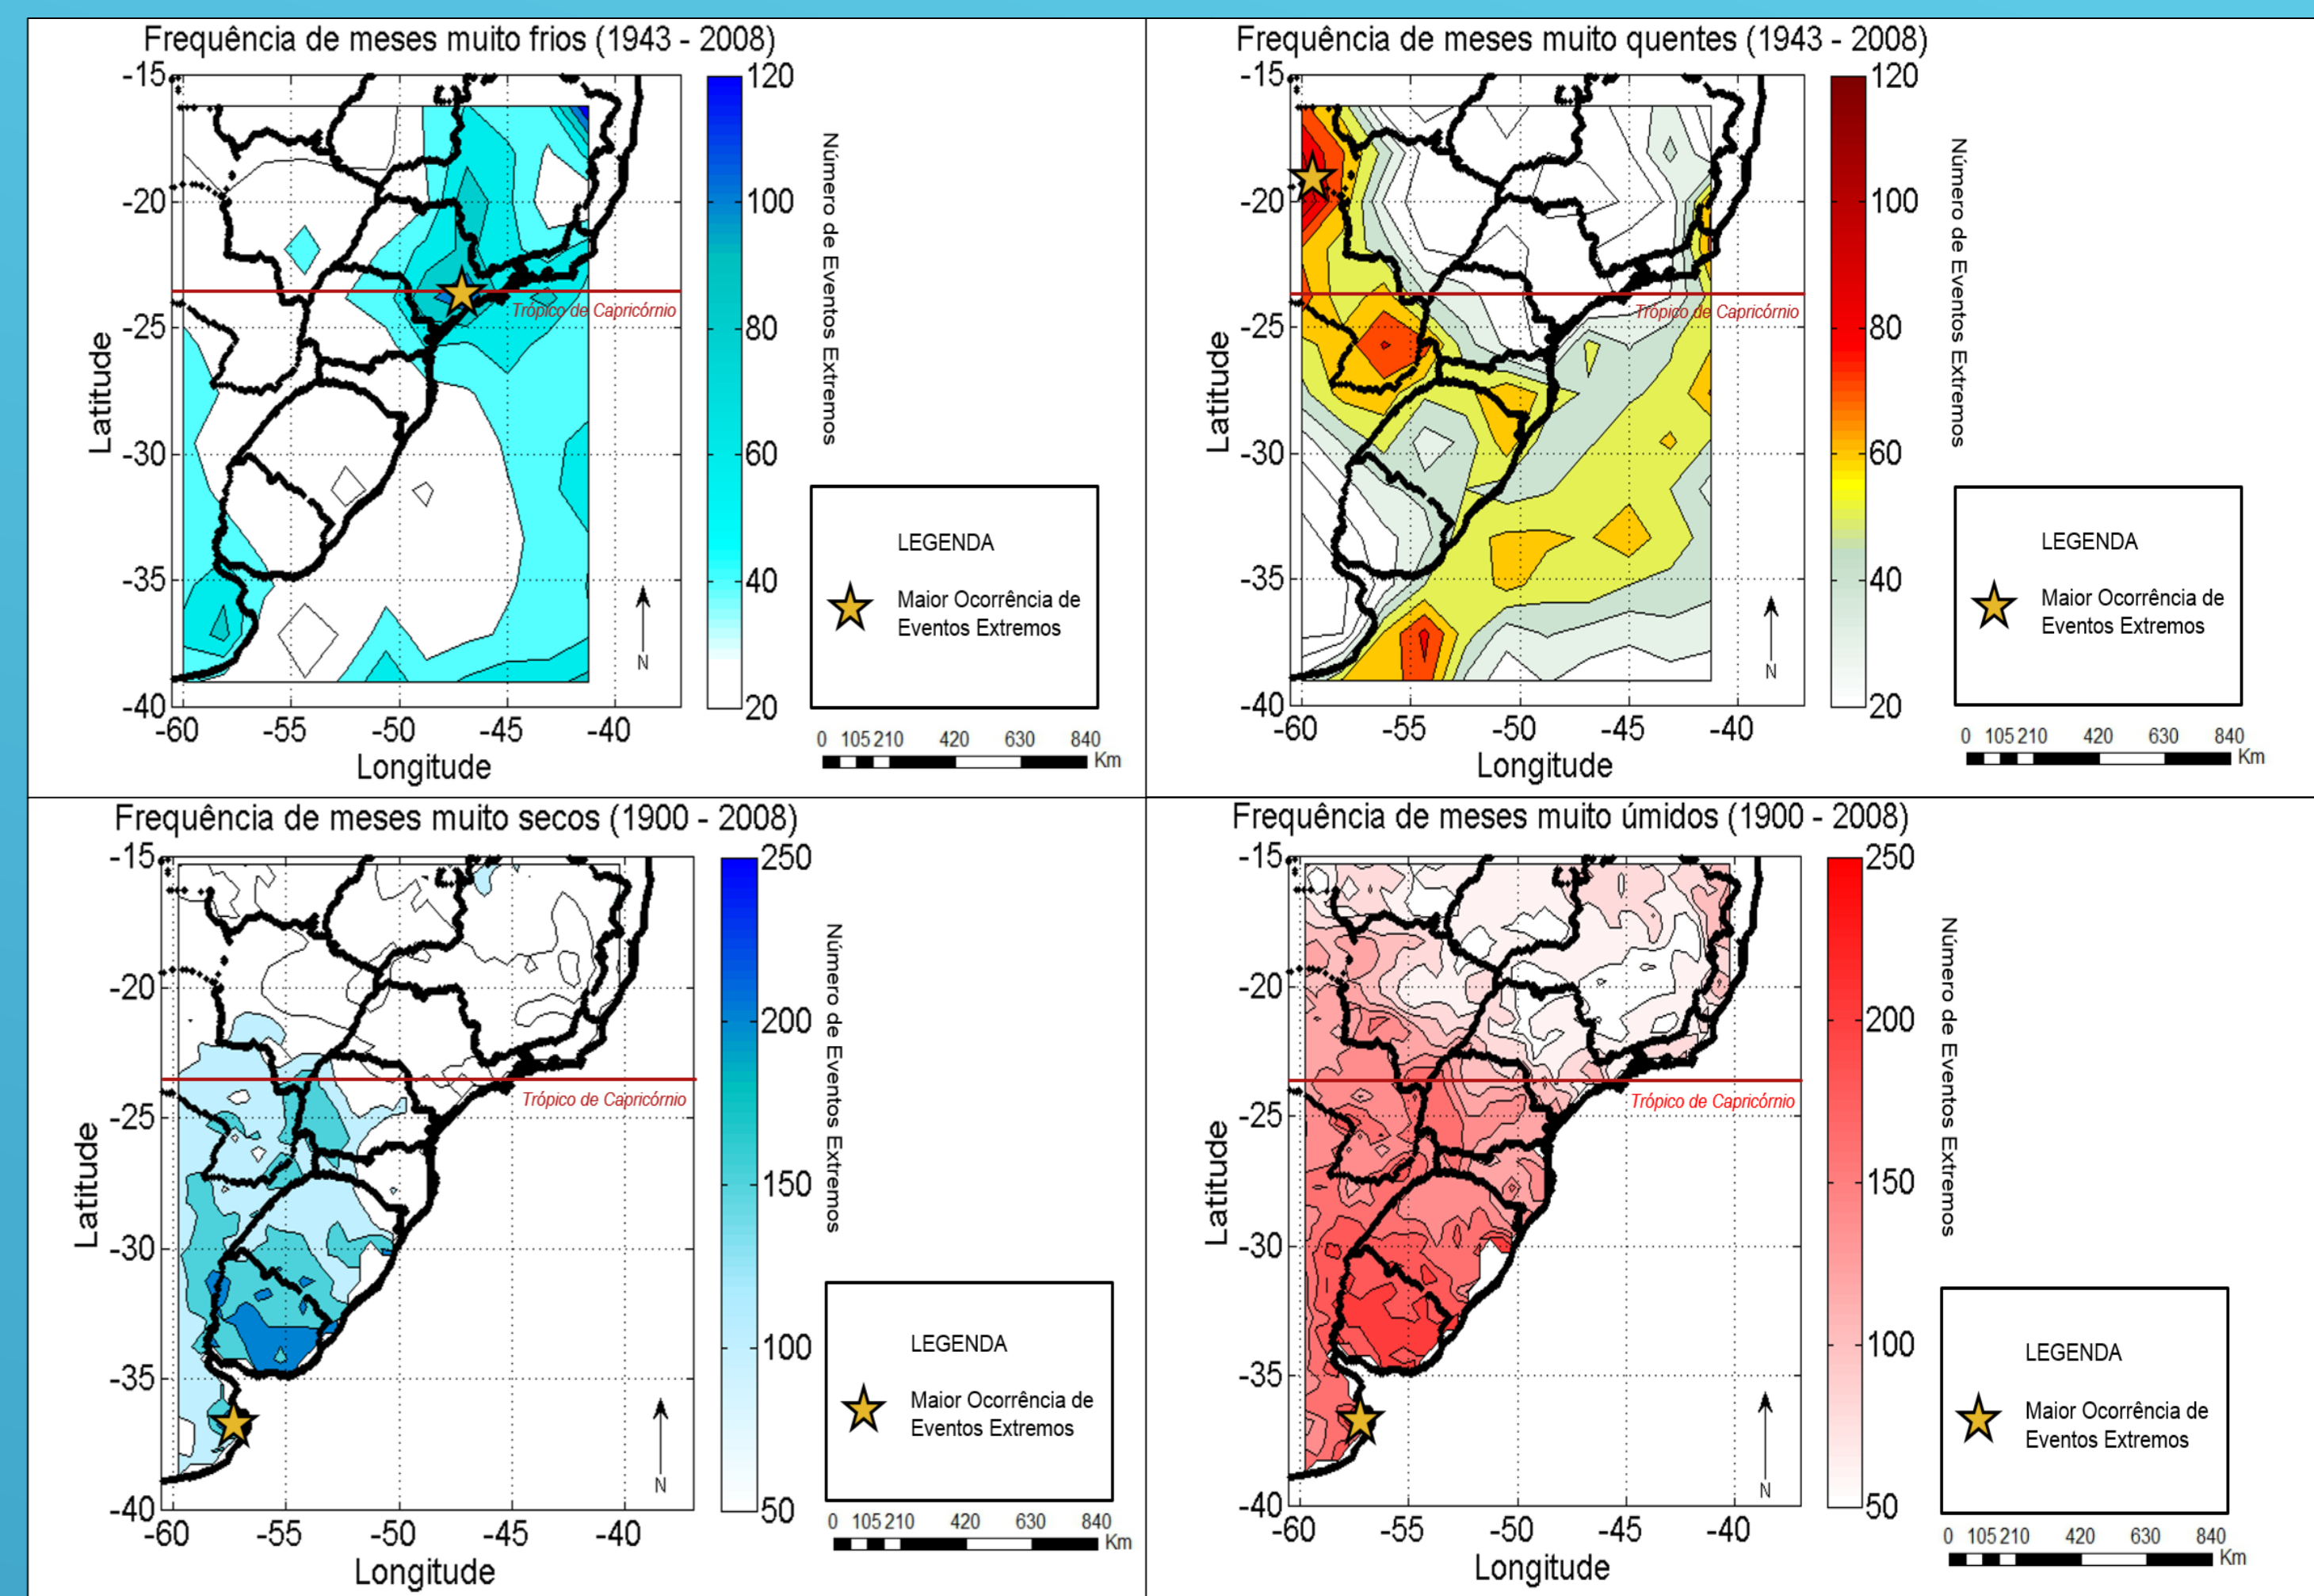 Frequência de meses muito frios (1943 - 2008)
-15
-20
-25
-30
-35
-40
-60
-55
-50
-45
-40
Latitude
Longitude
Trópico de Capricórnio
N
120
100
80
60
40
20
Número de Eventos Extremos
LEGENDA
Maior Ocorrência de
Eventos Extremos
0 105 210 420 630 840
Km
Frequência de meses muito quentes (1943 - 2008)
-15
-20
-25
-30
-35
-40
-60
-55
-50
-45
-40
Latitude
Longitude
Trópico de Capricórnio
N
120
100
80
60
40
20
Número de Eventos Extremos
LEGENDA
Maior Ocorrência de
Eventos Extremos
0 105 210 420 630 840
Km
Frequência de meses muito secos (1900 - 2008)
-15
-20
-25
-30
-35
-40
-60
-55
-50
-45
-40
Latitude
Longitude
Trópico de Capricórnio
N
250
200
150
100
50
Número de Eventos Extremos
LEGENDA
Maior Ocorrência de
Eventos Extremos
0 105 210 420 630 840
Km
Frequência de meses muito úmidos (1900 - 2008)
-15
-20
-25
-30
-35
-40
-60
-55
-50
-45
-40
Latitude
Longitude
Trópico de Capricórnio
N
250
200
150
100
50
Número de Eventos Extremos
LEGENDA
Maior Ocorrência de
Eventos Extremos
0 105 210 420 630 840
Km